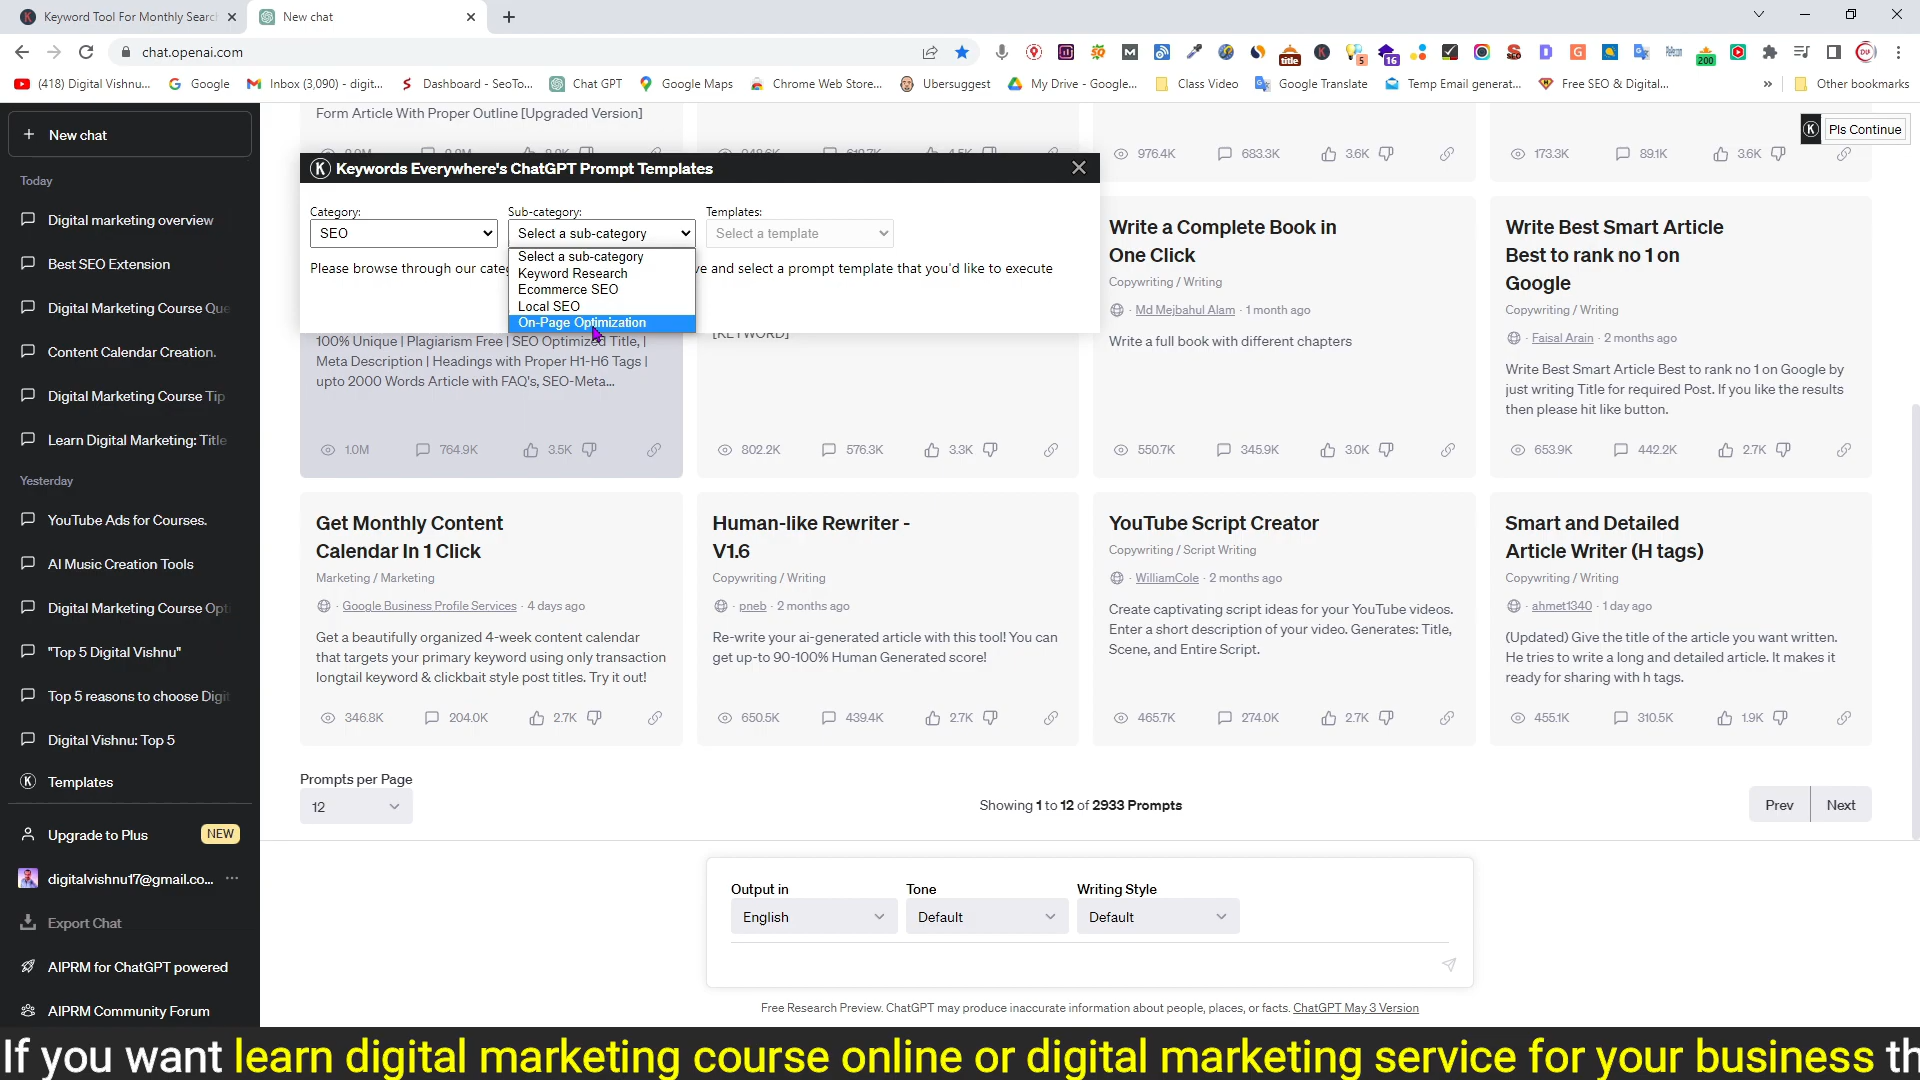 Keyword Tool For Monthly Searc
New chat
chat.openai.com
(418) Digital Vishnu...
Google
Inbox (3,090) - digit...
Dashboard - SeoTo...
Chat GPT
Google Maps
Chrome Web Store...
Ubersuggest
My Drive - Google...
Class Video
Google Translate
Temp Email generat...
Free SEO & Digital...
Other bookmarks
title
5
16
200
New chat
Today
Digital marketing overview
Best SEO Extension
Digital Marketing Course Que
Content Calendar Creation.
Digital Marketing Course Tip
Learn Digital Marketing: Title
Yesterday
YouTube Ads for Courses.
AI Music Creation Tools
Digital Marketing Course Opt
"Top 5 Digital Vishnu"
Top 5 reasons to choose Digit
Digital Vishnu: Top 5
Templates
Upgrade to Plus
NEW
digitalvishnu17@gmail.co...
Export Chat
AIPRM for ChatGPT powered
AIPRM Community Forum
Form Article With Proper Outline [Upgraded Version]
976.4K 683.3K 3.6K
173.3K 89.1K 3.6K
Pls Continue
Keywords Everywhere's ChatGPT Prompt Templates
Category:
Sub-category:
Templates:
SEO
Select a sub-category
Select a template
Select a sub-category
Keyword Research
Ecommerce SEO
Local SEO
On-Page Optimization
Please browse through our categ
ve and select a prompt template that you'd like to execute
100% Unique | Plagiarism Free | SEO Optimized Title, |
Meta Description | Headings with Proper H1-H6 Tags |
upto 2000 Words Article with FAQ's, SEO-Meta...
1.0M 764.9K 3.5K
[KEYWORD]
802.2K 576.3K 3.3K
Write a Complete Book in
One Click
Copywriting / Writing
Md Mejbahul Alam · 1 month ago
Write a full book with different chapters
550.7K 345.9K 3.0K
Write Best Smart Article
Best to rank no 1 on
Google
Copywriting / Writing
Faisal Arain · 2 months ago
Write Best Smart Article Best to rank no 1 on Google by
just writing Title for required Post. If you like the results
then please hit like button.
653.9K 442.2K 2.7K
Get Monthly Content
Calendar In 1 Click
Marketing / Marketing
Google Business Profile Services · 4 days ago
Get a beautifully organized 4-week content calendar
that targets your primary keyword using only transaction
longtail keyword & clickbait style post titles. Try it out!
346.8K 204.0K 2.7K
Human-like Rewriter -
V1.6
Copywriting / Writing
pneb · 2 months ago
Re-write your ai-generated article with this tool! You can
get up-to 90-100% Human Generated score!
650.5K 439.4K 2.7K
YouTube Script Creator
Copywriting / Script Writing
WilliamCole · 2 months ago
Create captivating script ideas for your YouTube videos.
Enter a short description of your video. Generates: Title,
Scene, and Entire Script.
465.7K 274.0K 2.7K
Smart and Detailed
Article Writer (H tags)
Copywriting / Writing
ahmet1340 · 1 day ago
(Updated) Give the title of the article you want written.
He tries to write a long and detailed article. It makes it
ready for sharing with h tags.
455.1K 310.5K 1.9K
Prompts per Page
12
Showing 1 to 12 of 2933 Prompts
Prev
Next
Output in
Tone
Writing Style
English
Default
Default
Free Research Preview. ChatGPT may produce inaccurate information about people, places, or facts. ChatGPT May 3 Version
If you want learn digital marketing course online or digital marketing service for your business th